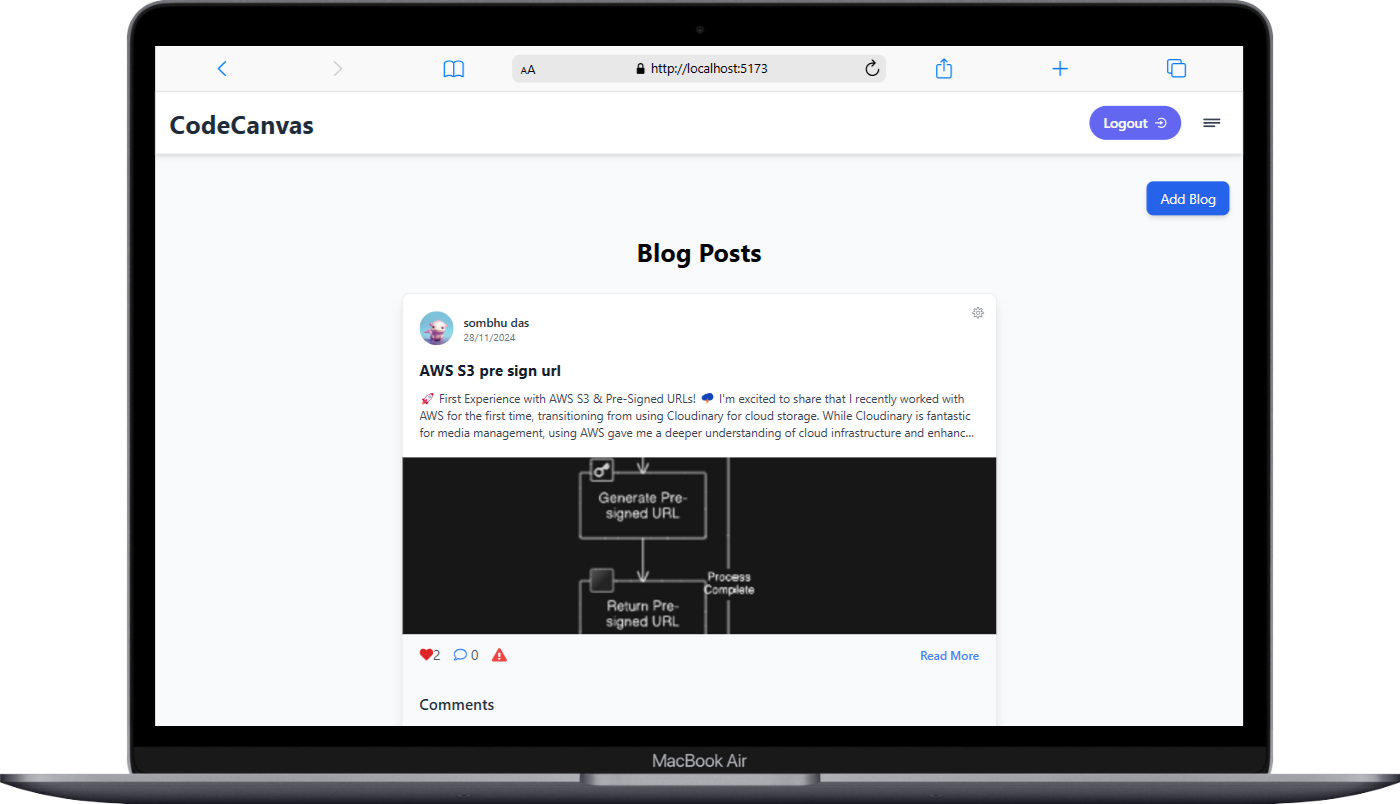 AA http://localhost:5173
CodeCanvas
Logout
Add Blog
Blog Posts
sombhu das
28/11/2024
AWS S3 pre sign url
🚀 First Experience with AWS S3 & Pre-Signed URLs! 🌩 I'm excited to share that I recently worked with
AWS for the first time, transitioning from using Cloudinary for cloud storage. While Cloudinary is fantastic
for media management, using AWS gave me a deeper understanding of cloud infrastructure and enhanc...
Generate Pre-
signed URL
Process
Complete
Return Pre-
signed URL
2 0 Read More
Comments
MacBook Air